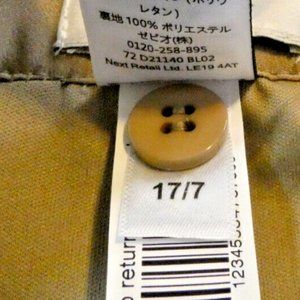 レタン)
裏地 100% ポリエステル
ゼビオ(株)
0120-258-895
72 D21140 BL02
Next Retail Ltd. LE19 4AT
17/7
o return